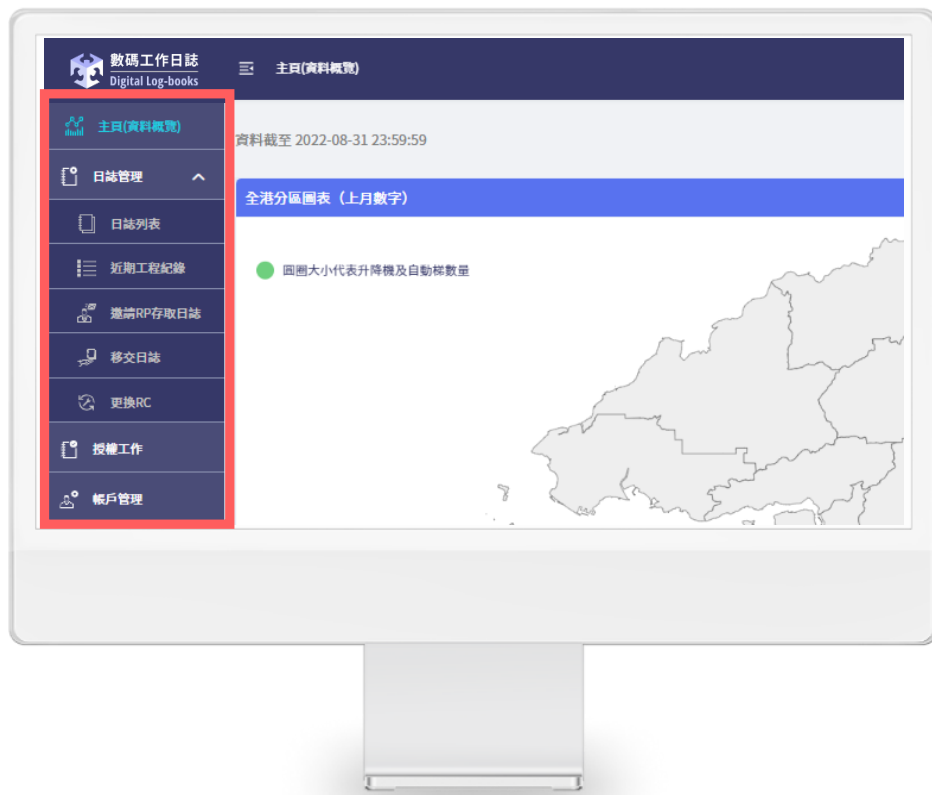 數碼工作日誌
Digital Log-books
主頁(資料概覽)
主頁(資料概覽)
資料截至 2022-08-31 23:59:59
日誌管理
全港分區圖表（上月數字）
日誌列表
近期工程紀錄
圓圈大小代表升降機及自動梯數量
邀請RP存取日誌
移交日誌
更換RC
授權工作
帳戶管理